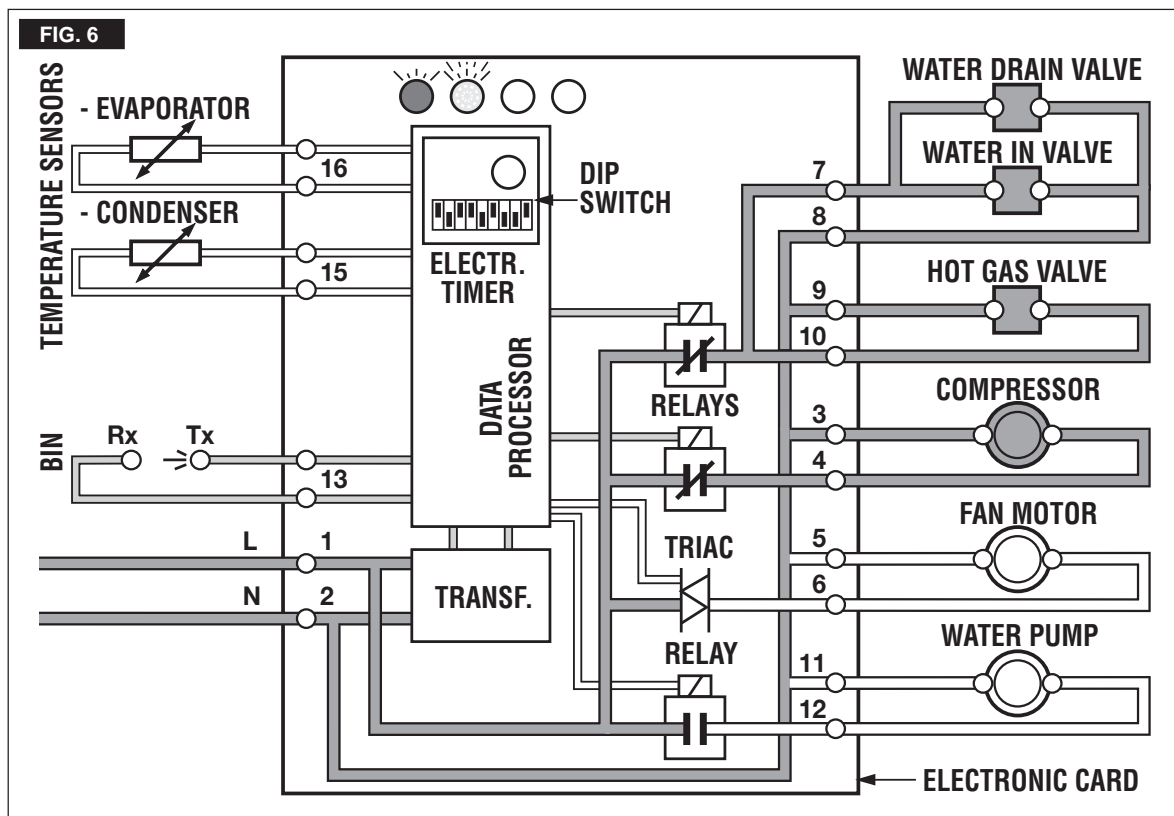 FIG. 6
TEMPERATURE SENSORS
- EVAPORATOR
16
- CONDENSER
15
BIN
Rx
Tx
13
L
1
N
2
DIP
SWITCH
ELECTR.
TIMER
DATA
PROCESSOR
TRANSF.
RELAYS
TRIAC
RELAY
7
8
9
10
3
4
5
6
11
12
WATER DRAIN VALVE
WATER IN VALVE
HOT GAS VALVE
COMPRESSOR
FAN MOTOR
WATER PUMP
ELECTRONIC CARD